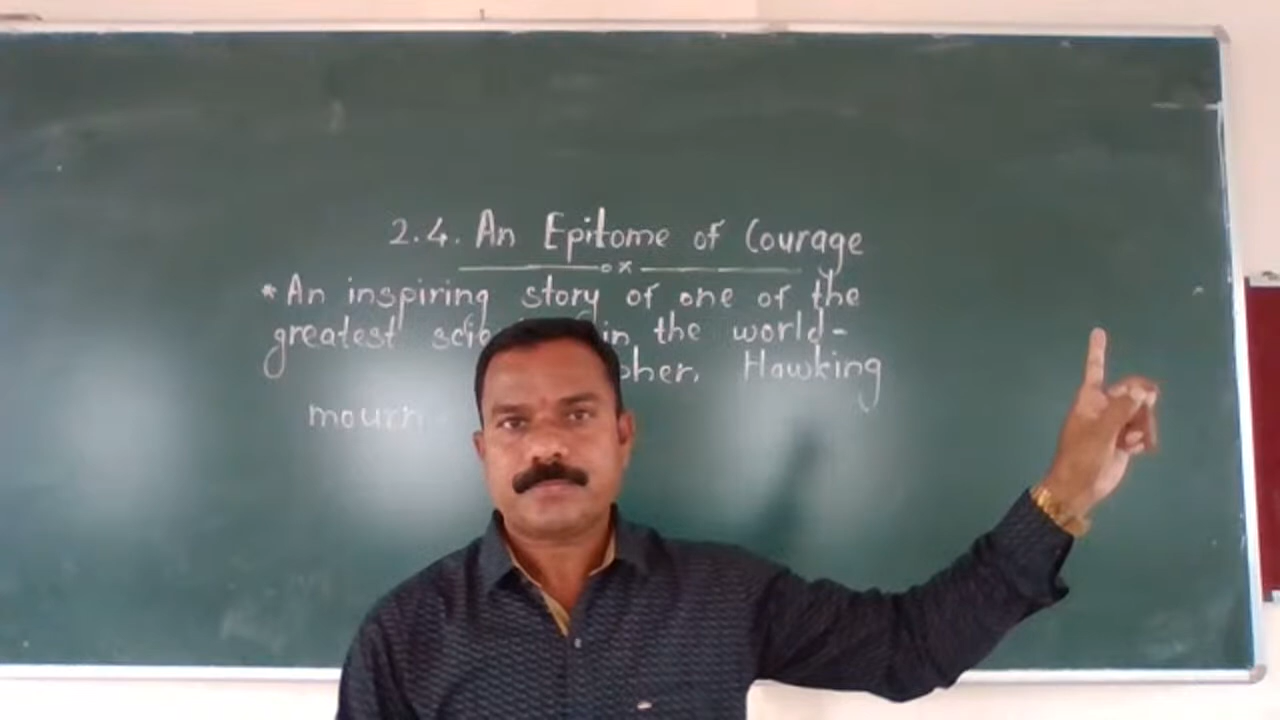 2.4. An Epitome of Courage
* An inspiring story of one of the
greatest in the world-
Hawking
mourn